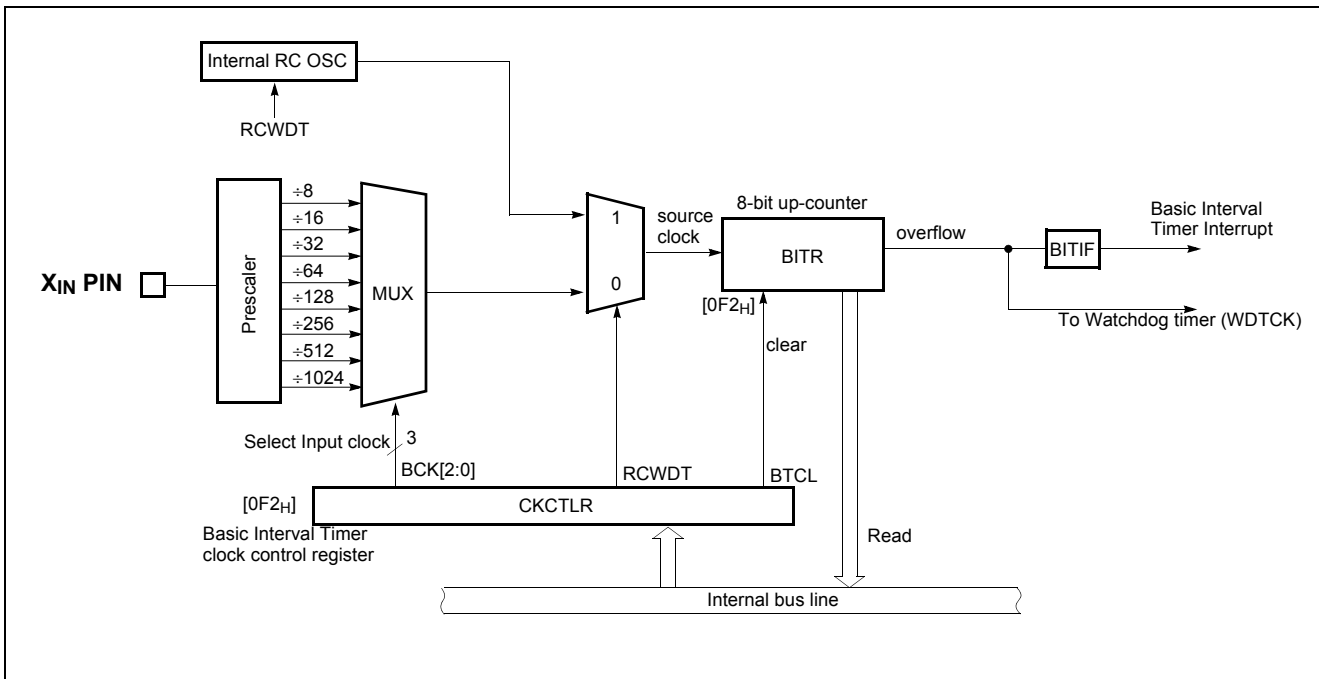 Internal RC OSC
RCWDT
XIN PIN
Prescaler
÷8
÷16
÷32
÷64
÷128
÷256
÷512
÷1024
MUX
1
0
source
clock
8-bit up-counter
BITR
[0F2H]
overflow
BITIF
Basic Interval
Timer Interrupt
To Watchdog timer (WDTCK)
clear
Select Input clock
3
BCK[2:0]
RCWDT
BTCL
[0F2H]
CKCTLR
Basic Interval Timer
clock control register
Read
Internal bus line